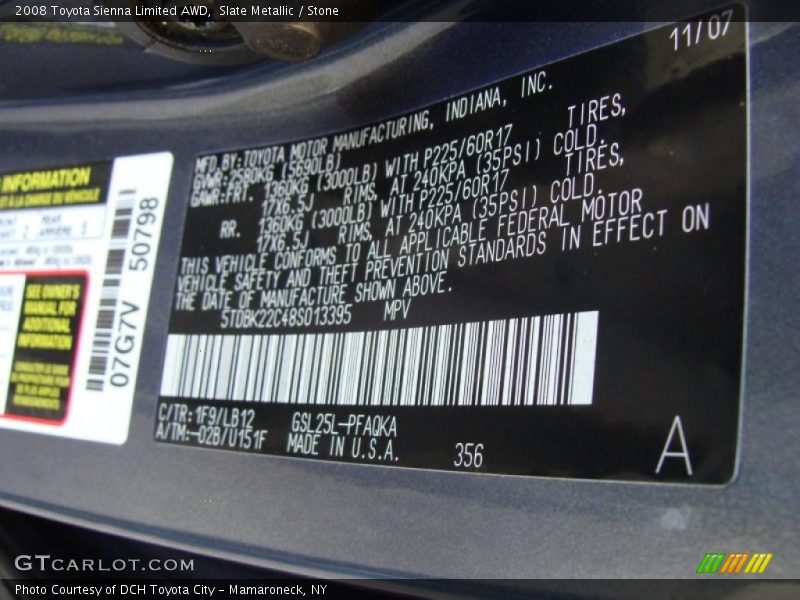 2008 Toyota Sienna Limited AWD, Slate Metallic / Stone
11/07
MFD BY:TOYOTA MOTOR MANUFACTURING, INDIANA, INC.
GVWR:2580KG (5690LB)
GAWR:FRT. 1360KG (3000LB) WITH P225/60R17 TIRES,
17X6.5J RIMS, AT 240KPA (35PSI) COLD.
RR. 1360KG (3000LB) WITH P225/60R17 TIRES,
17X6.5J RIMS, AT 240KPA (35PSI) COLD.
THIS VEHICLE CONFORMS TO ALL APPLICABLE FEDERAL MOTOR
VEHICLE SAFETY AND THEFT PREVENTION STANDARDS IN EFFECT ON
THE DATE OF MANUFACTURE SHOWN ABOVE.
5TDBK22C48S013395 MPV
C/TR:1F9/LB12 GSL25L-PFAQKA
A/TM:-02B/U151F MADE IN U.S.A. 356
A
INFORMATION
SEE OWNER'S
MANUAL FOR
ADDITIONAL
INFORMATION
07G7V 50798
GTCARLOT.COM
Photo Courtesy of DCH Toyota City - Mamaroneck, NY